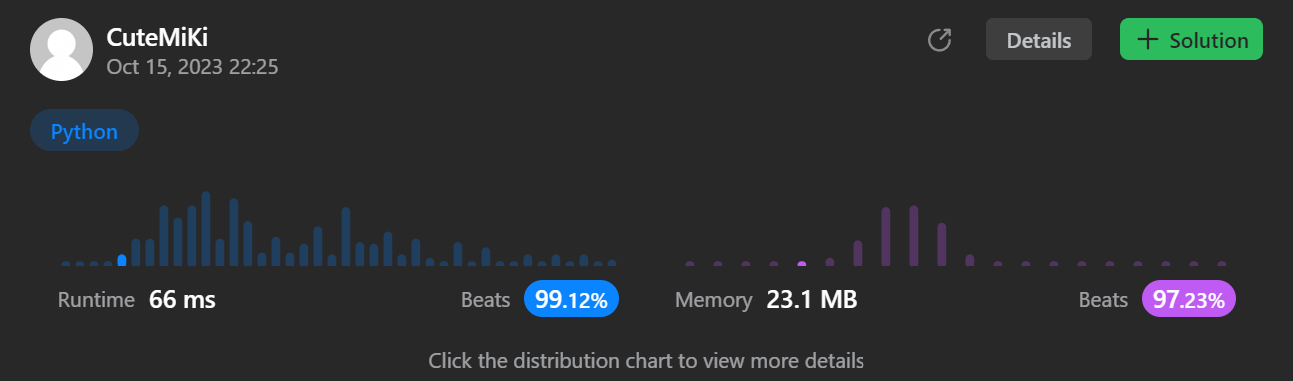 CuteMiKi
Oct 15, 2023 22:25
Details
+ Solution
Python
Runtime 66 ms Beats 99.12%
Memory 23.1 MB Beats 97.23%
Click the distribution chart to view more details